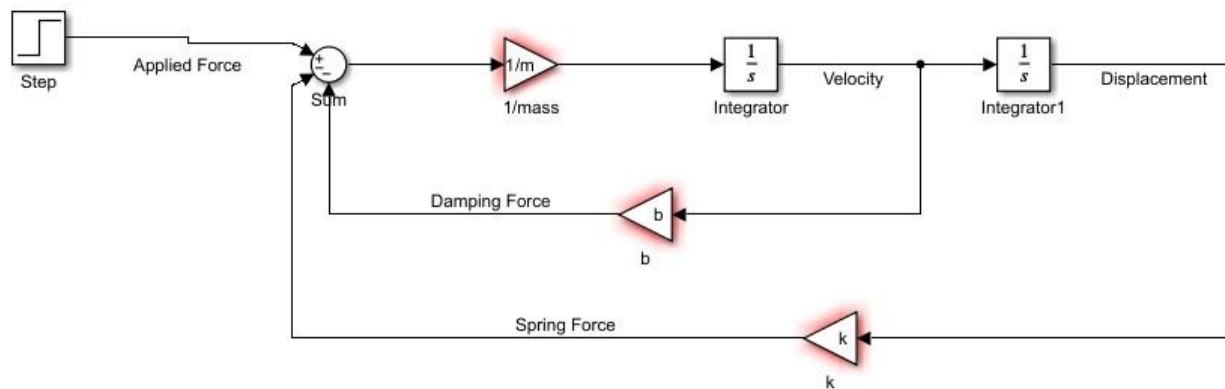 Step
Applied Force
+
−
−
Sum
1/m
1/mass
1
s
Integrator
Velocity
1
s
Integrator1
Displacement
Damping Force
b
b
Spring Force
k
k